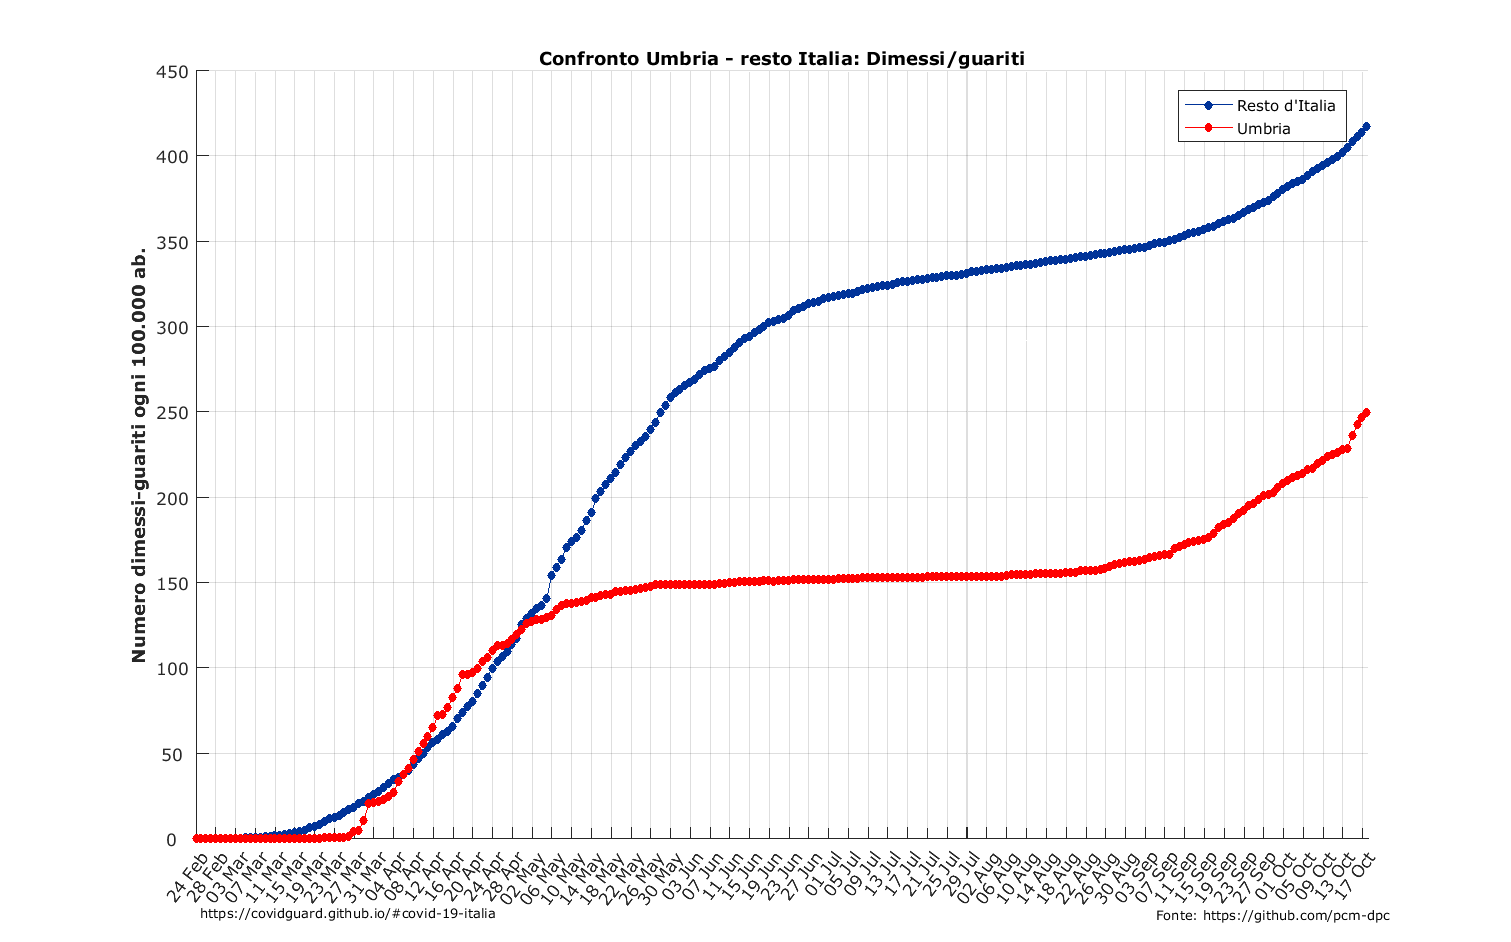 Confronto Umbria - resto Italia: Dimessi/guariti
Resto d'Italia
Umbria
Numero dimessi-guariti ogni 100.000 ab.
450
400
350
300
250
200
150
100
50
0
24 Feb
28 Feb
03 Mar
07 Mar
11 Mar
15 Mar
19 Mar
23 Mar
27 Mar
31 Mar
04 Apr
08 Apr
12 Apr
16 Apr
20 Apr
24 Apr
28 Apr
02 May
06 May
10 May
14 May
18 May
22 May
26 May
30 May
03 Jun
07 Jun
11 Jun
15 Jun
19 Jun
23 Jun
27 Jun
01 Jul
05 Jul
09 Jul
13 Jul
17 Jul
21 Jul
25 Jul
29 Jul
02 Aug
06 Aug
10 Aug
14 Aug
18 Aug
22 Aug
26 Aug
30 Aug
03 Sep
07 Sep
11 Sep
15 Sep
19 Sep
23 Sep
27 Sep
01 Oct
05 Oct
09 Oct
13 Oct
17 Oct
https://covidguard.github.io/#covid-19-italia
Fonte: https://github.com/pcm-dpc